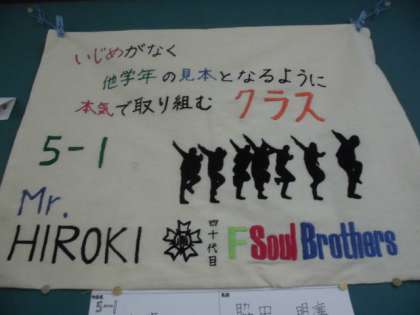 いじめがなく
他学年の見本となるように
本気で取り組む クラス
5-1
Mr.
HIROKI
四十代目
F Soul Brothers
5